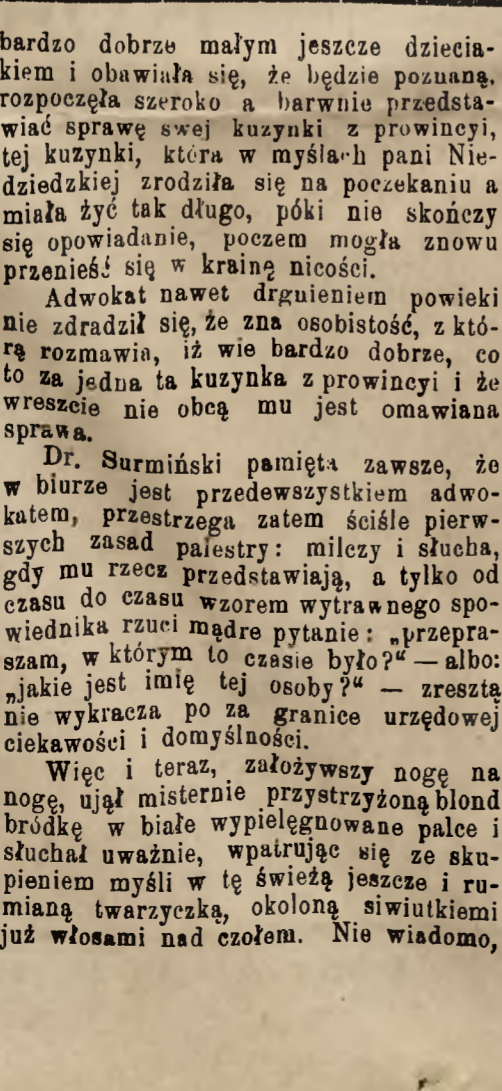 bardzo dobrze małym jeszcze dziecia-
kiem i obawiała się, że będzie poznaną,
rozpoczęła szeroko a barwnie przedsta-
wiać sprawę swej kuzynki z prowincyi,
tej kuzynki, która w myślach pani Nie-
dziedzkiej zrodziła się na poczekaniu a
miała żyć tak długo, póki nie skończy
się opowiadanie, poczem mogła znowu
przenieść się w krainę nicości.
Adwokat nawet drgnieniem powieki
nie zdradził się, że zna osobistość, z któ-
rą rozmawia, iż wie bardzo dobrze, co
to za jedna ta kuzynka z prowincyi i że
wreszcie nie obcą mu jest omawiana
sprawa.
Dr. Surmiński pamięta zawsze, że
w biurze jest przedewszystkiem adwo-
katem, przestrzega zatem ściśle pierw-
szych zasad palestry: milczy i słucha,
gdy mu rzecz przedstawiają, a tylko od
czasu do czasu wzorem wytrawnego spo-
wiednika rzuci mądre pytanie: „przepra-
szam, w którym to czasie było?“ — albo:
„jakie jest imię tej osoby?“ — zresztą
nie wykracza po za granice urzędowej
ciekawości i domyślności.
Więc i teraz, założywszy nogę na
nogę, ujął misternie przystrzyżoną blond
bródkę w białe wypielęgnowane palce i
słuchał uważnie, wpatrując się ze sku-
pieniem myśli w tę świeżą jeszcze i ru-
mianą twarzyczką, okoloną siwiutkiemi
już włosami nad czołem. Nie wiadomo,